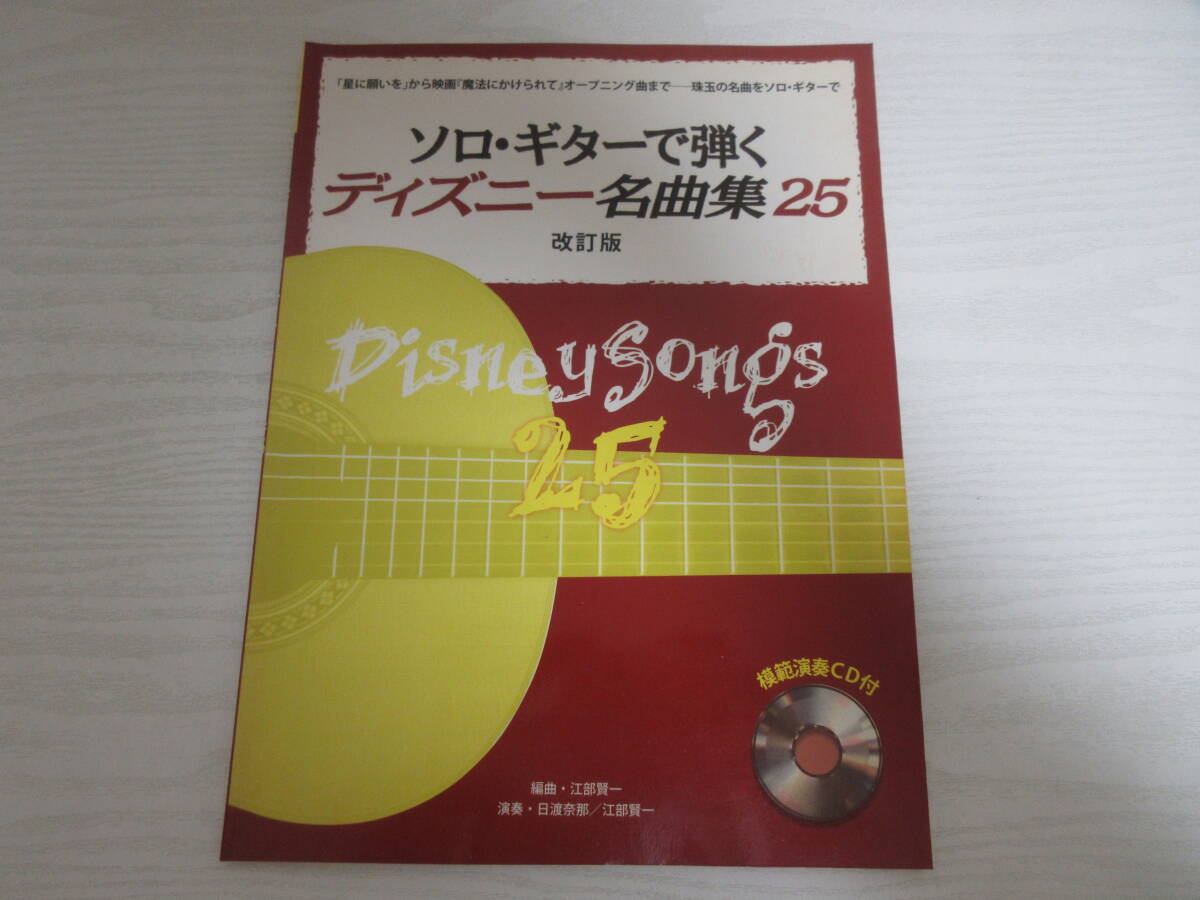 「星に願いを」から映画『魔法にかけられて』オープニング曲まで──珠玉の名曲をソロ・ギターで
ソロ・ギターで弾く
ディズニー名曲集25
改訂版
DisneySongs
25
模範演奏CD付
編曲・江部賢一
演奏・日渡奈那／江部賢一